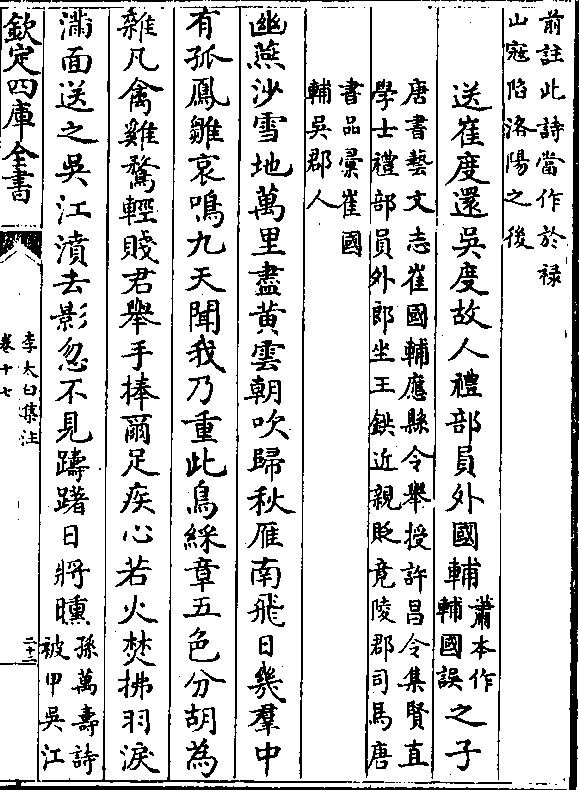 前註此詩當作於禄
山寇陷洛陽之後
送崔度還吳度故人禮部員外國輔蕭本作
輔國誤之子
唐書藝文志崔國輔應縣令舉授許昌令集賢直
學士禮部員外郎坐王鉷近親貶竟陵郡司馬唐
書品彙崔國
輔吳郡人
幽燕沙雪地萬里盡黄雲朝吹歸秋雁南飛日幾羣中
有孤鳳雛哀鳴九天聞我乃重此鳥綵章五色分胡為
雜凡禽雞鶩輕賤君舉手捧爾足疾心若火焚拂羽淚
滿面送之吳江濆去影忽不見躊躇日將曛孫萬壽詩
被甲吳江
欽定四庫全書
李太白集注
卷十七
二十二